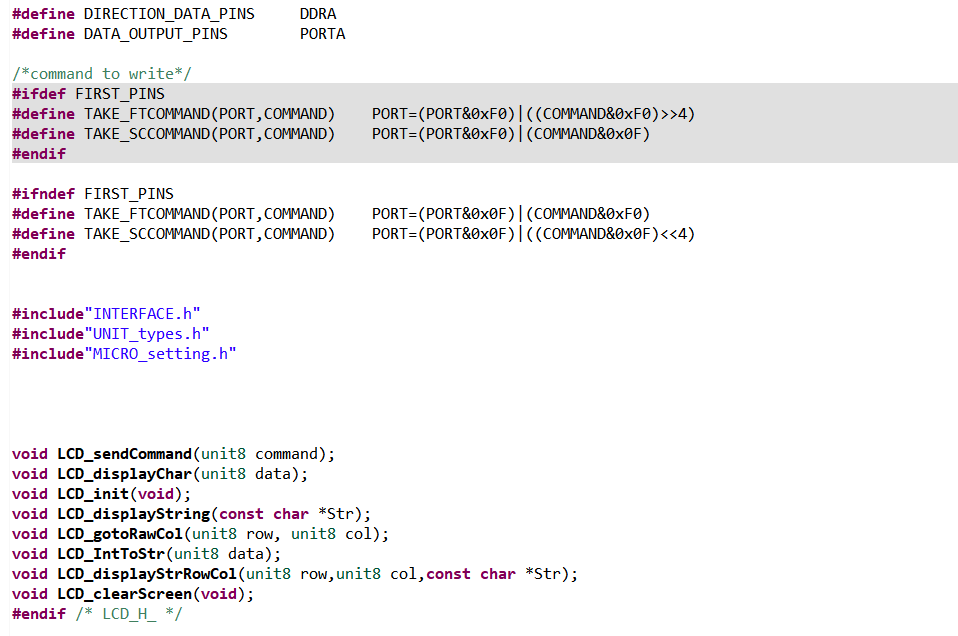 #define DIRECTION_DATA_PINS     DDRA
#define DATA_OUTPUT_PINS        PORTA
/*command to write*/
#ifdef FIRST_PINS
#define TAKE_FTCOMMAND(PORT,COMMAND)    PORT=(PORT&0xF0)|((COMMAND&0xF0)>>4)
#define TAKE_SCCOMMAND(PORT,COMMAND)    PORT=(PORT&0xF0)|(COMMAND&0x0F)
#endif
#ifndef FIRST_PINS
#define TAKE_FTCOMMAND(PORT,COMMAND)    PORT=(PORT&0x0F)|(COMMAND&0xF0)
#define TAKE_SCCOMMAND(PORT,COMMAND)    PORT=(PORT&0x0F)|((COMMAND&0x0F)<<4)
#endif
#include"INTERFACE.h"
#include"UNIT_types.h"
#include"MICRO_setting.h"
void LCD_sendCommand(unit8 command);
void LCD_displayChar(unit8 data);
void LCD_init(void);
void LCD_displayString(const char *Str);
void LCD_gotoRawCol(unit8 row, unit8 col);
void LCD_IntToStr(unit8 data);
void LCD_displayStrRowCol(unit8 row,unit8 col,const char *Str);
void LCD_clearScreen(void);
#endif /* LCD_H_ */